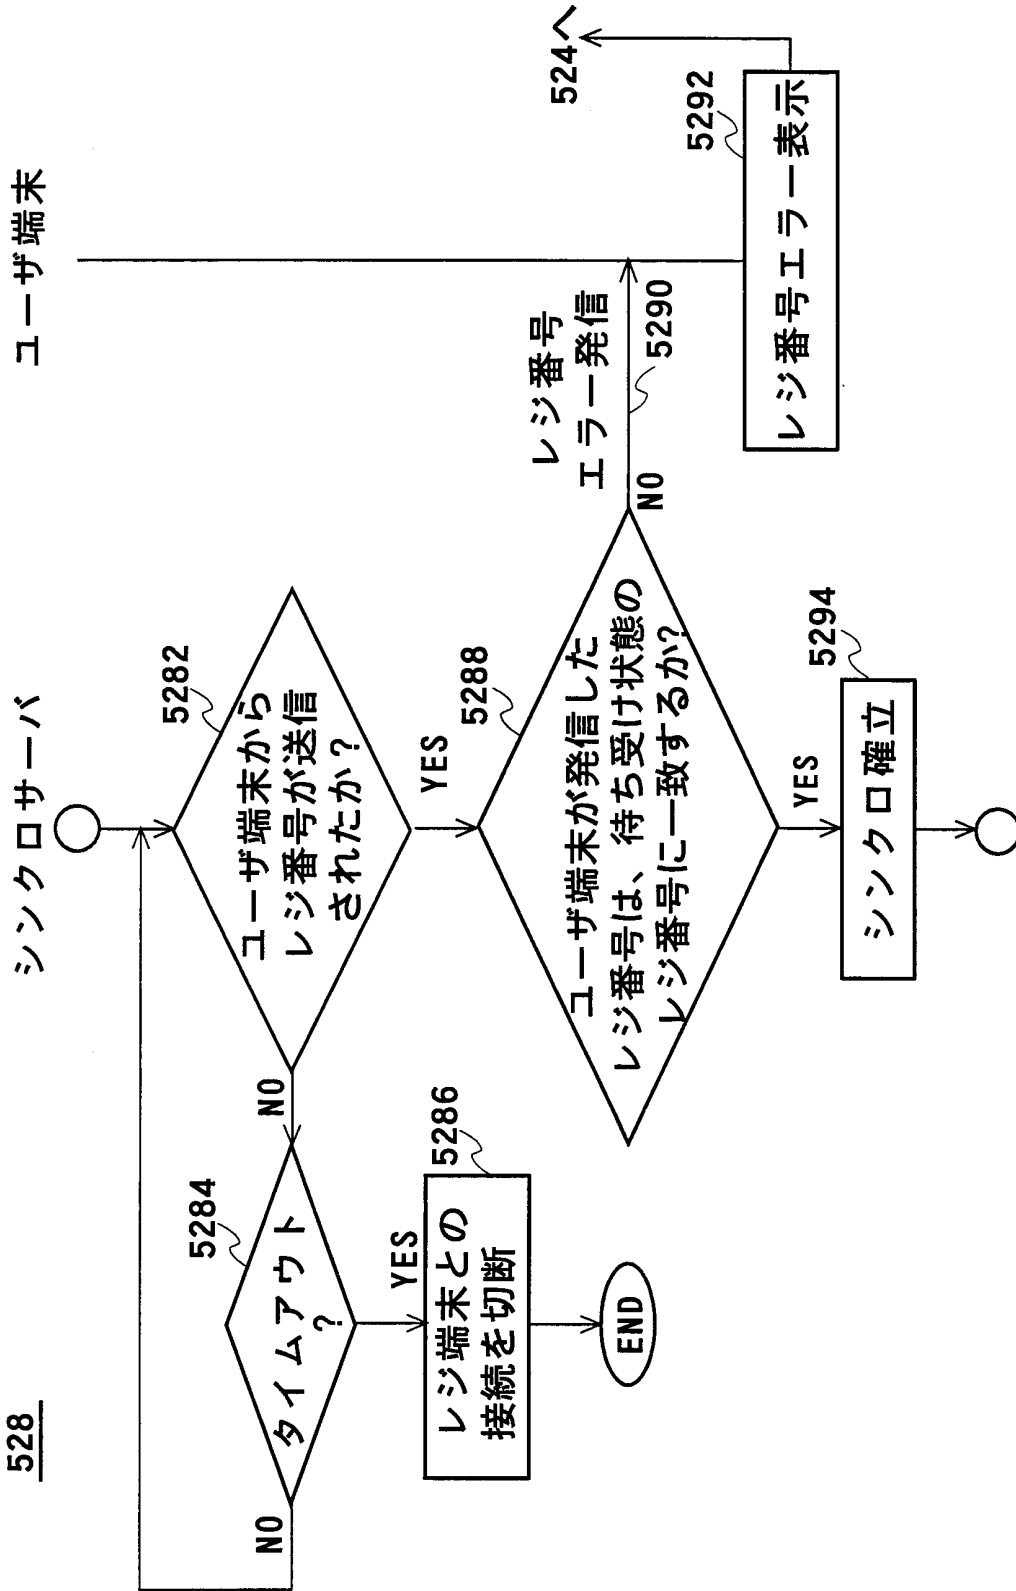 528
シンクロサーバ
ユーザ端末
5282
ユーザ端末から
レジ番号が送信
されたか?
NO
YES
5284
タイムアウト
?
NO
YES
5286
レジ端末との
接続を切断
END
5288
ユーザ端末が発信した
レジ番号は、待ち受け状態の
レジ番号に一致するか?
NO
YES
レジ番号
エラー発信
5290
524へ
5292
レジ番号エラー表示
5294
シンクロ確立